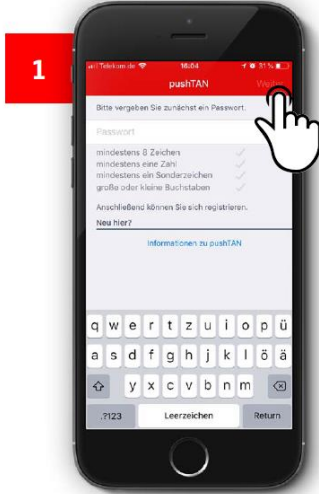 1
Telekom.de 18:04 31 %
pushTAN Weiter
Bitte vergeben Sie zunächst ein Passwort.
Passwort
mindestens 8 Zeichen
mindestens eine Zahl
mindestens ein Sonderzeichen
große oder kleine Buchstaben
Anschließend können Sie sich registrieren.
Neu hier?
Informationen zu pushTAN
q w e r t z u i o p ü
a s d f g h j k l ö ä
y x c v b n m
.?123 Leerzeichen Return